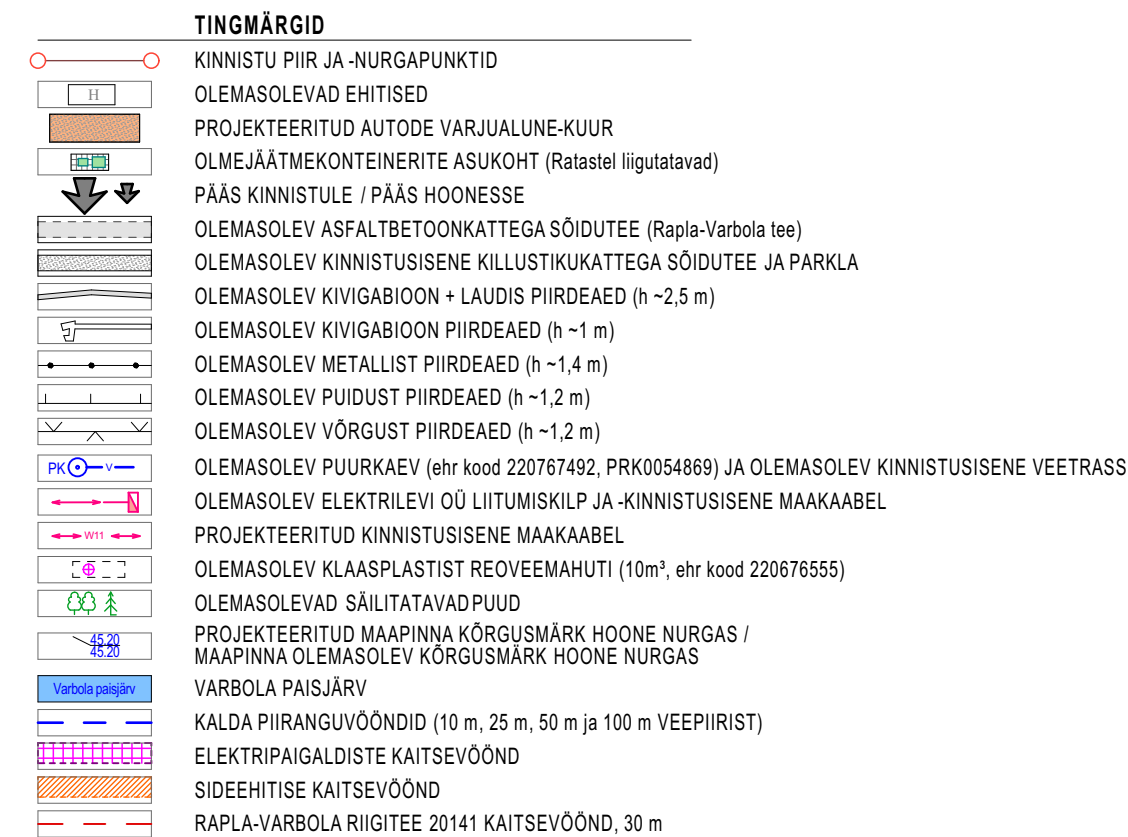 TINGMÄRGID
KINNISTU PIIR JA -NURGAPUNKTID
H OLEMASOLEVAD EHITISED
PROJEKTEERITUD AUTODE VARJUALUNE-KUUR
OLMEJÄÄTMEKONTEINERITE ASUKOHT (Ratastel liigutatavad)
PÄÄS KINNISTULE / PÄÄS HOONESSE
OLEMASOLEV ASFALTBETOONKATTEGA SÕIDUTEE (Rapla-Varbola tee)
OLEMASOLEV KINNISTUSISENE KILLUSTIKUKATTEGA SÕIDUTEE JA PARKLA
OLEMASOLEV KIVIGABIOON + LAUDIS PIIRDEAED (h ~2,5 m)
OLEMASOLEV KIVIGABIOON PIIRDEAED (h ~1 m)
OLEMASOLEV METALLIST PIIRDEAED (h ~1,4 m)
OLEMASOLEV PUIDUST PIIRDEAED (h ~1,2 m)
OLEMASOLEV VÕRGUST PIIRDEAED (h ~1,2 m)
PK V OLEMASOLEV PUURKAEV (ehr kood 220767492, PRK0054869) JA OLEMASOLEV KINNISTUSISENE VEETRASS
OLEMASOLEV ELEKTRILEVI OÜ LIITUMISKILP JA -KINNISTUSISENE MAAKAABEL
W11 PROJEKTEERITUD KINNISTUSISENE MAAKAABEL
OLEMASOLEV KLAASPLASTIST REOVEEMAHUTI (10m³, ehr kood 220676555)
OLEMASOLEVAD SÄILITATAVAD PUUD
45.20 PROJEKTEERITUD MAAPINNA KÕRGUSMÄRK HOONE NURGAS /
45.20 MAAPINNA OLEMASOLEV KÕRGUSMÄRK HOONE NURGAS
Varbola paisjärv VARBOLA PAISJÄRV
KALDA PIIRANGUVÖÖNDID (10 m, 25 m, 50 m ja 100 m VEEPIIRIST)
ELEKTRIPAIGALDISTE KAITSEVÖÖND
SIDEEHITISE KAITSEVÖÖND
RAPLA-VARBOLA RIIGITEE 20141 KAITSEVÖÖND, 30 m